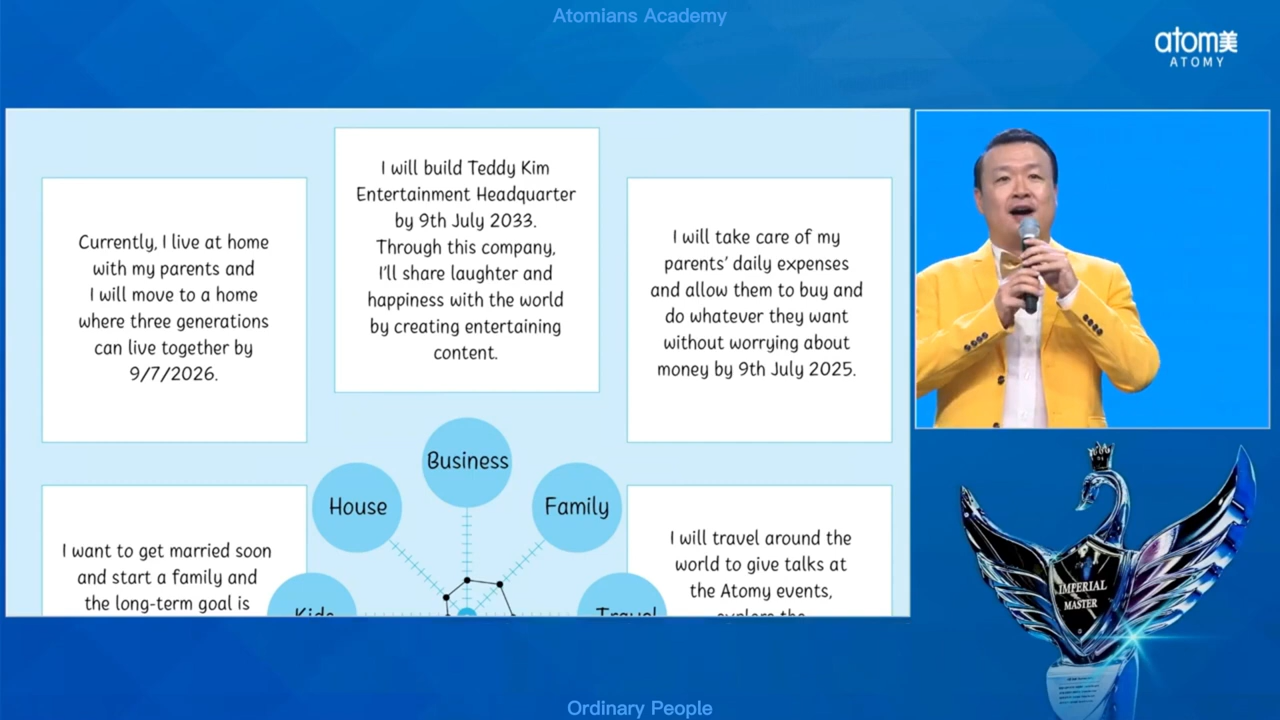 Atomians Academy
atom美
ATOMY
I will build Teddy Kim
Entertainment Headquarter
by 9th July 2033.
Through this company,
I'll share laughter and
happiness with the world
by creating entertaining
content.
Currently, I live at home
with my parents and
I will move to a home
where three generations
can live together by
9/7/2026.
I will take care of my
parents' daily expenses
and allow them to buy and
do whatever they want
without worrying about
money by 9th July 2025.
Business
House
Family
I want to get married soon
and start a family and
the long-term goal is
Kids
I will travel around the
world to give talks at
the Atomy events,
explore the
Travel
IMPERIAL
MASTER
Ordinary People